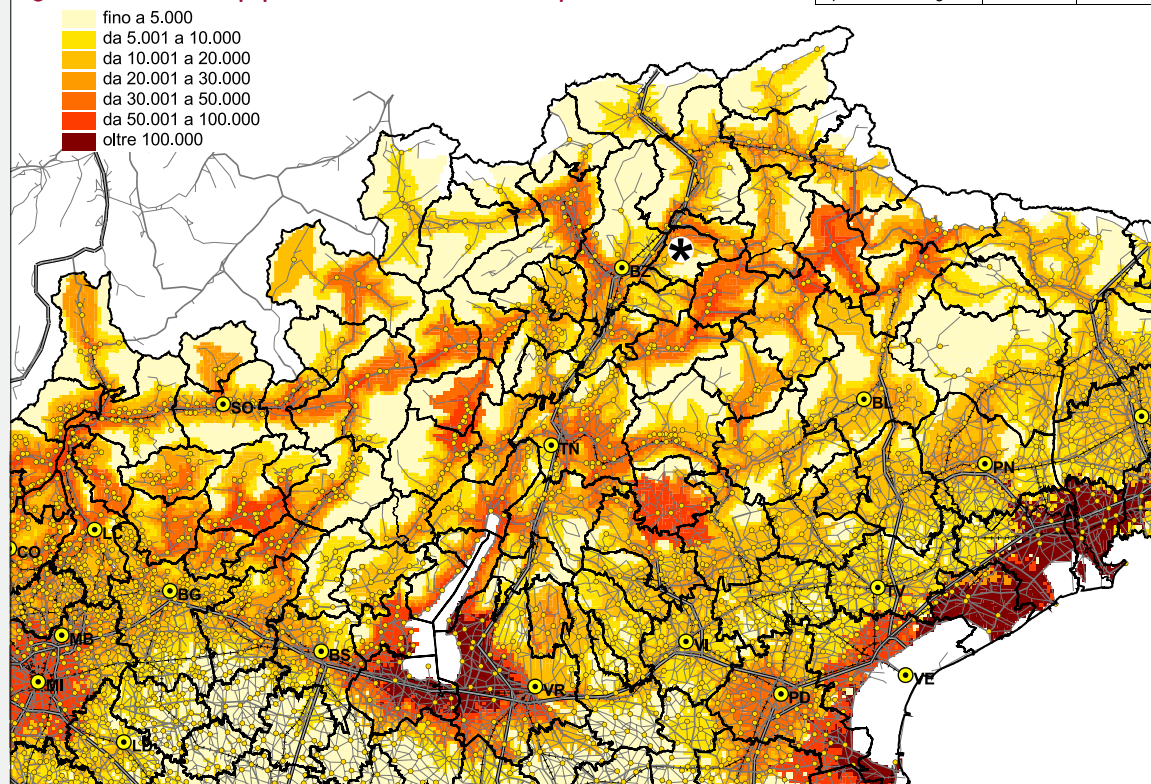 fino a 5.000
da 5.001 a 10.000
da 10.001 a 20.000
da 20.001 a 30.000
da 30.001 a 50.000
da 50.001 a 100.000
oltre 100.000
*
BZ
SO
BL
TN
PN
LC
CO
BG
TV
MB
VI
BS
VE
MI
VR
PD
LD